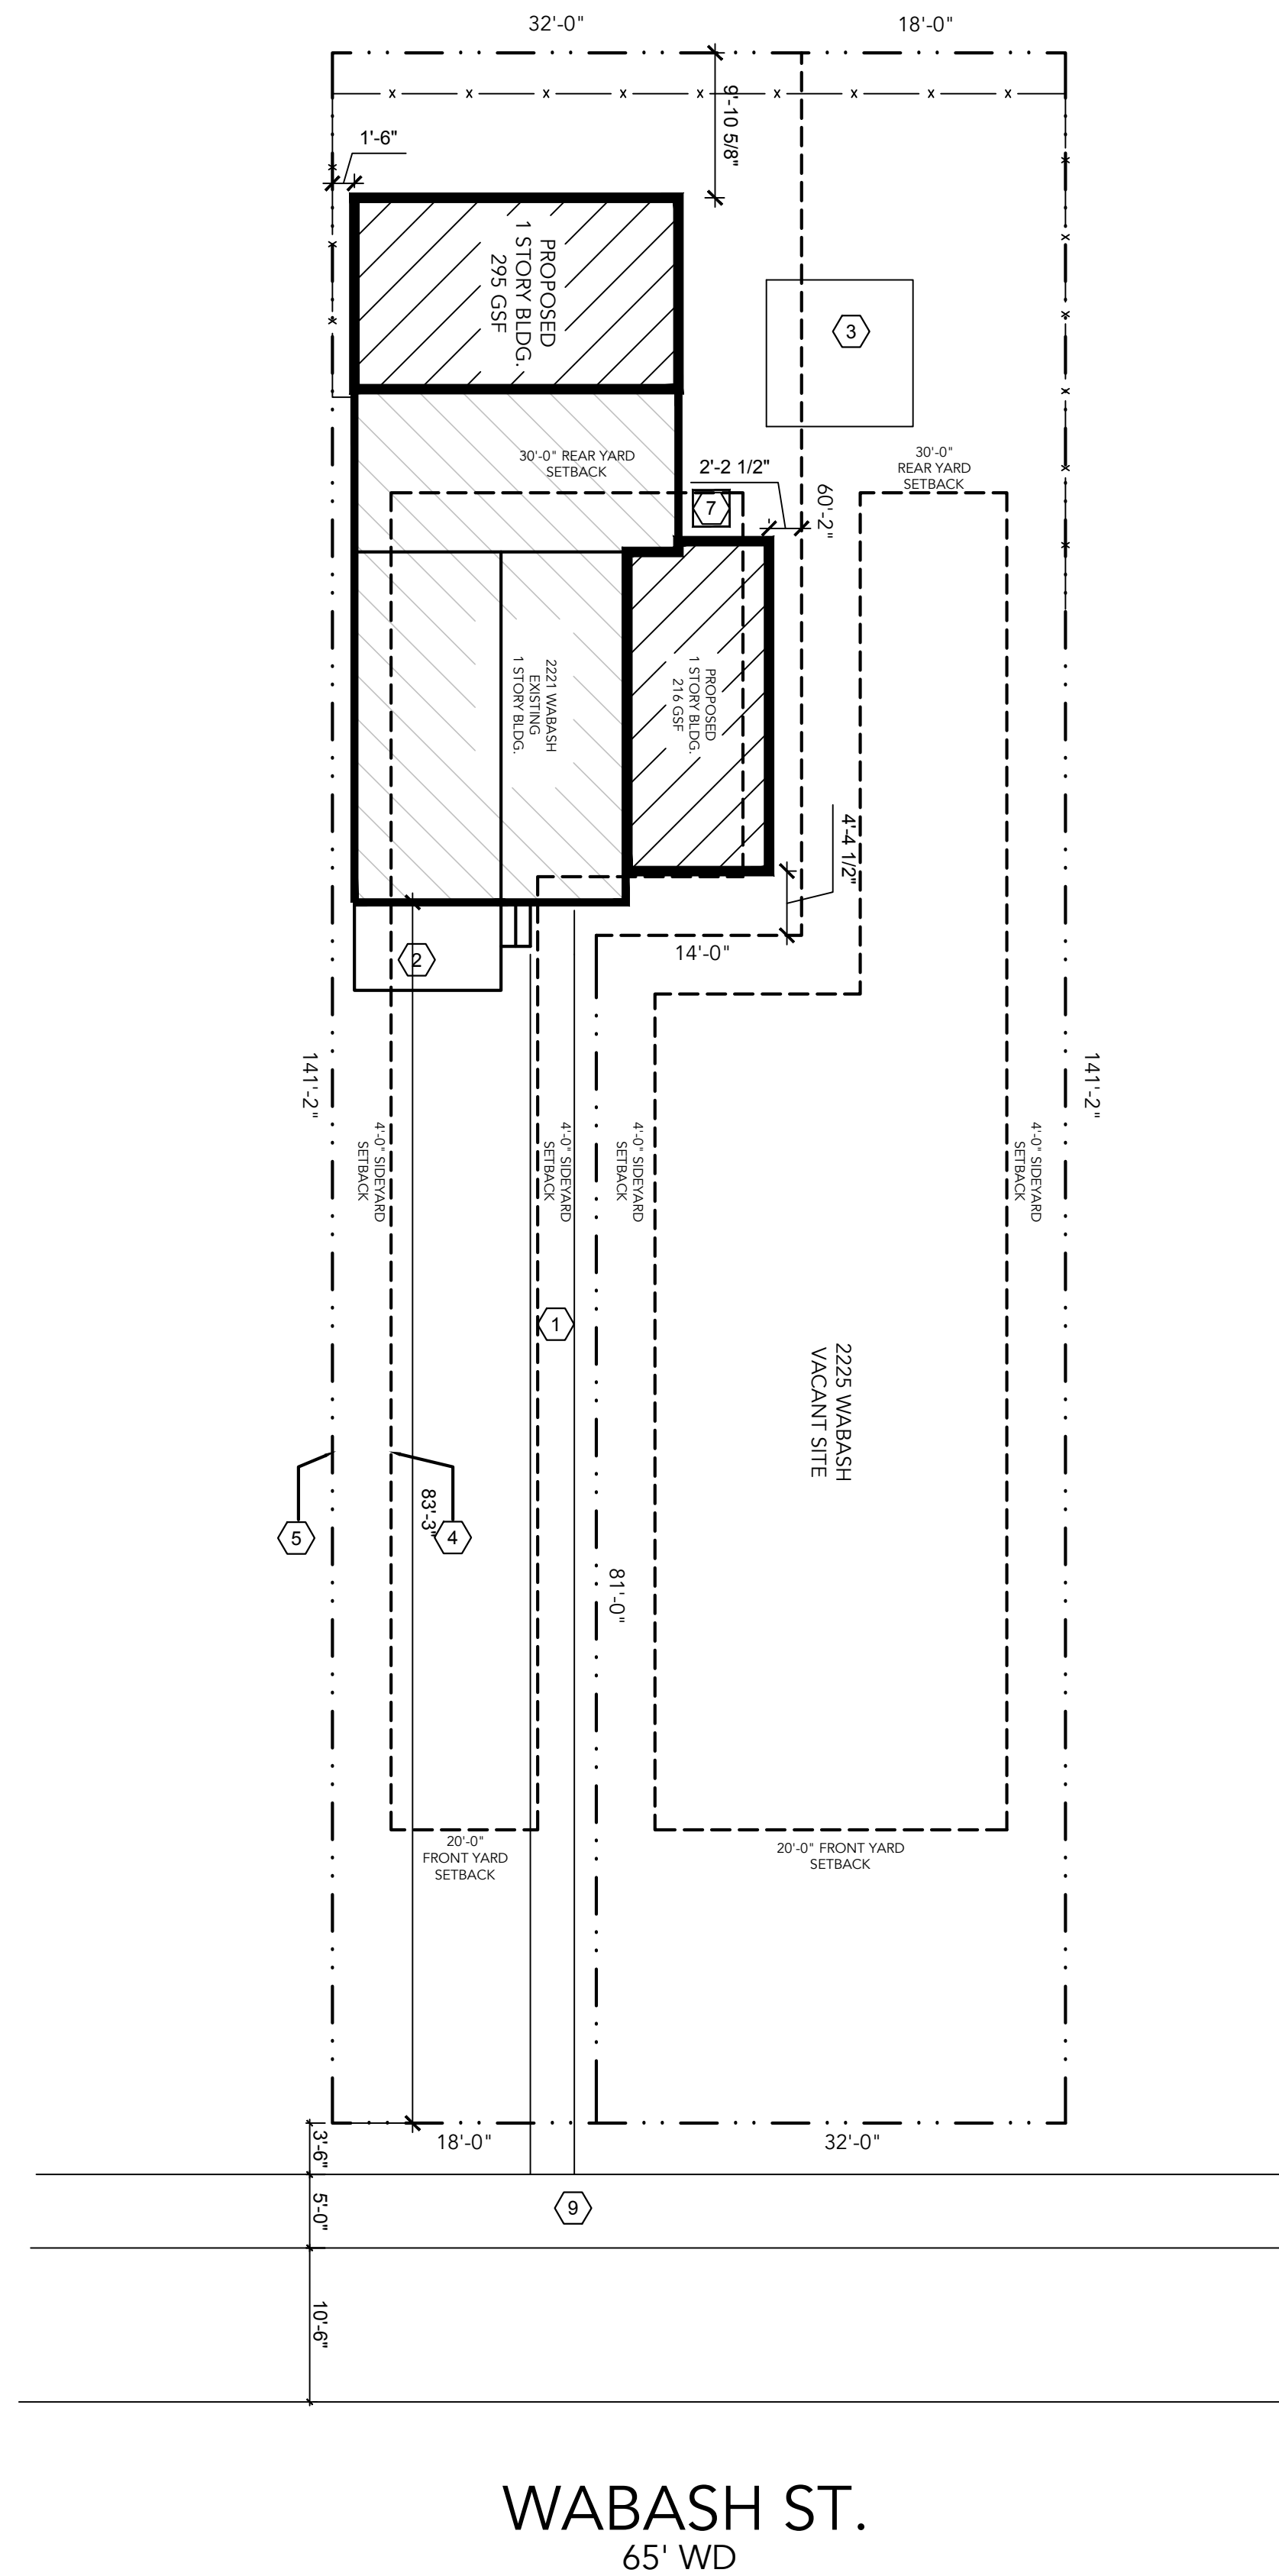 32'-0"
18'-0"
9'-10 5/8"
1'-6"
PROPOSED
1 STORY BLDG.
295 GSF
3
30'-0" REAR YARD
SETBACK
30'-0"
REAR YARD
SETBACK
2'-2 1/2"
7
60'-2"
2221 WABASH
EXISTING
1 STORY BLDG.
PROPOSED
1 STORY BLDG.
216 GSF
4'-4 1/2"
2
14'-0"
141'-2"
141'-2"
4'-0" SIDEYARD
SETBACK
4'-0" SIDEYARD
SETBACK
4'-0" SIDEYARD
SETBACK
4'-0" SIDEYARD
SETBACK
1
2225 WABASH
VACANT SITE
83'-3"
5
4
81'-0"
20'-0"
FRONT YARD
SETBACK
20'-0" FRONT YARD
SETBACK
18'-0"
32'-0"
3'-6"
5'-0"
9
10'-6"
WABASH ST.
65' WD